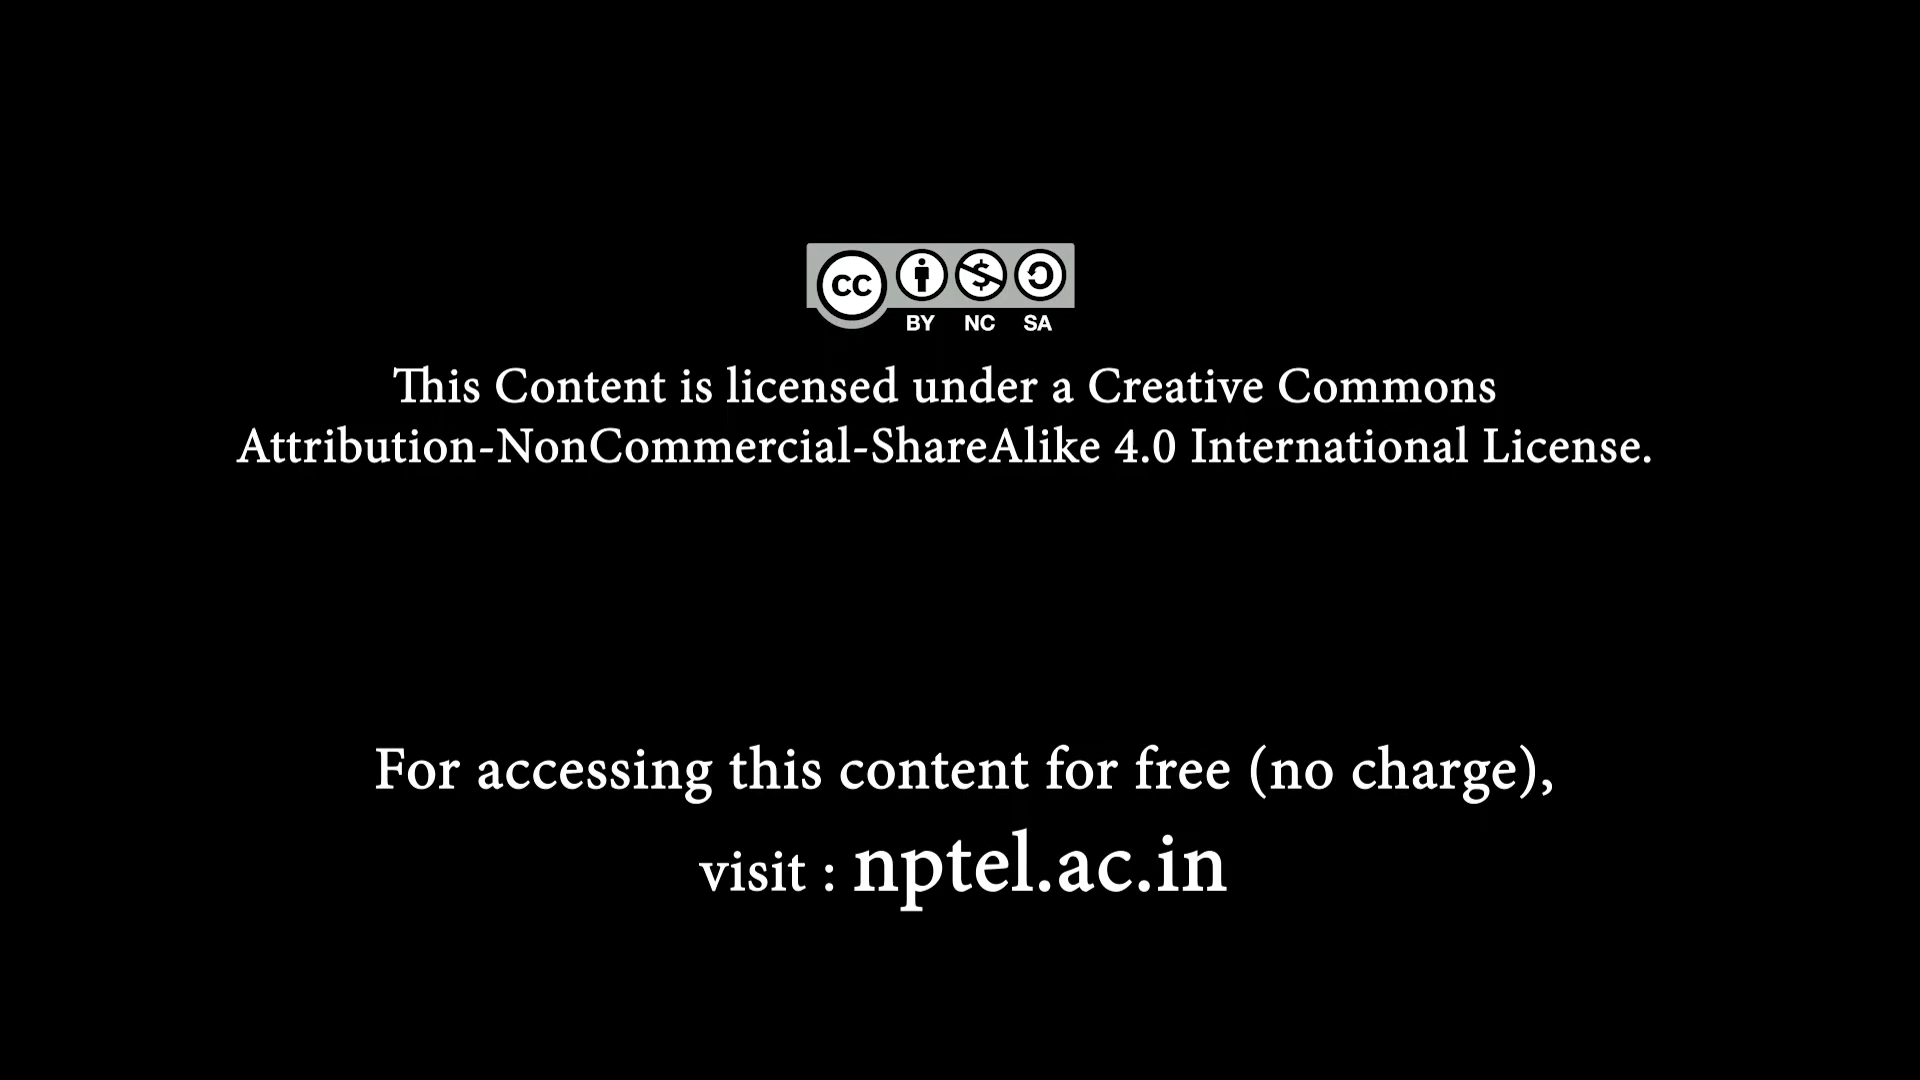 cc
BY NC SA
This Content is licensed under a Creative Commons
Attribution-NonCommercial-ShareAlike 4.0 International License.
For accessing this content for free (no charge),
visit : nptel.ac.in